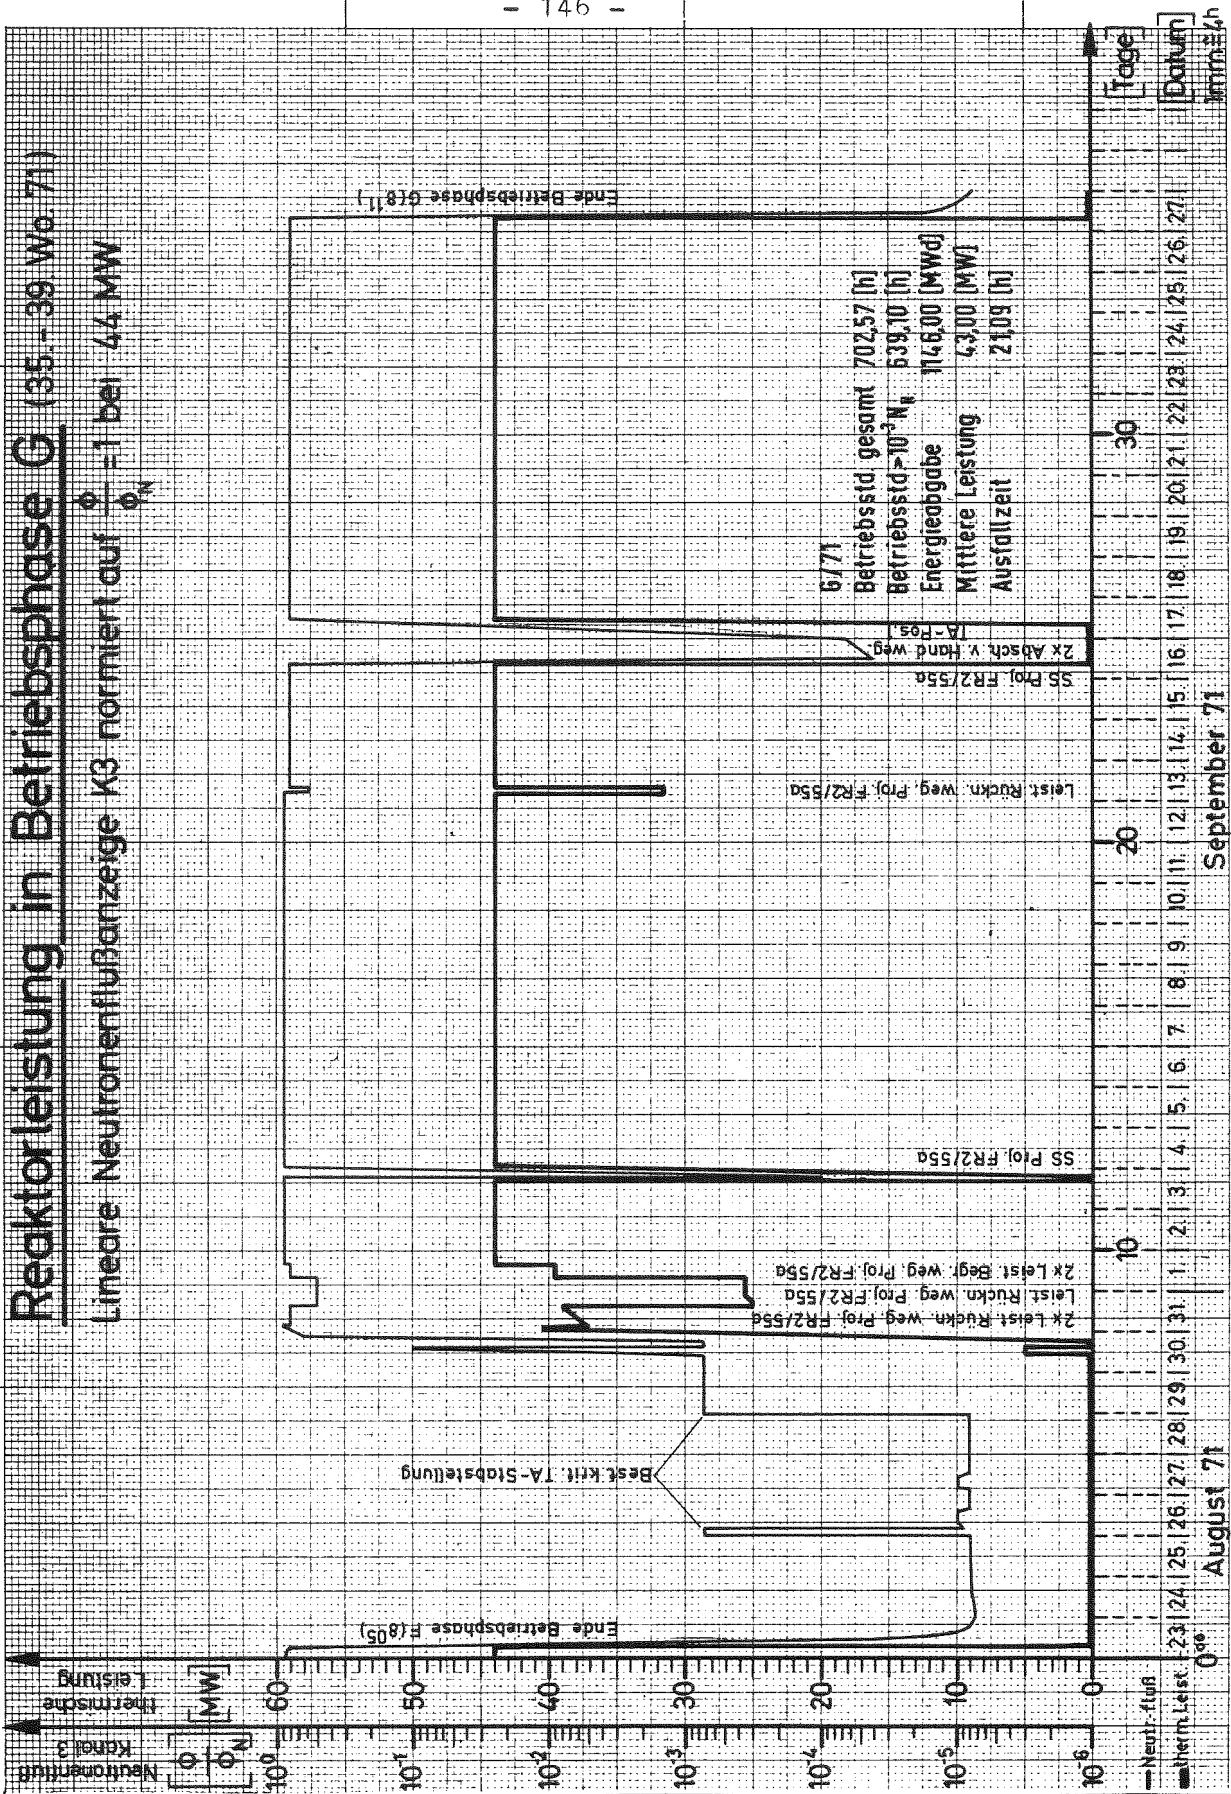 - 146 -
Reaktorleistung in Betriebsphase G (35.-39. Wo. 71)
Lineare Neutronenflußanzeige K3 normiert auf Φ/ΦN =1 bei 44 MW
Neutronenfluß
Kanal 3
[Φ/ΦN]
thermische
Leistung
[MW]
10⁰
10⁻¹
10⁻²
10⁻³
10⁻⁴
10⁻⁵
10⁻⁶
60
50
40
30
20
10
0
Ende Betriebsphase F (8⁰⁵)
Best. krit. TA-Stabstellung
2x Leist. Rückn. weg. Proj. FR2/55a
Leist. Rückn. weg. Proj. FR2/55a
2x Leist. Begr. weg. Proj. FR2/55a
SS Proj. FR2/55a
Leist. Rückn. weg. Proj. FR2/55a
SS Proj. FR2/55a
2x Absch. v. Hand weg.
TA-Pos.
Ende Betriebsphase G (8¹¹)
G/71
Betriebsstd. gesamt 702,57 [h]
Betriebsstd >10⁻³ NN 639,10 [h]
Energieabgabe 1146,00 [MWd]
Mittlere Leistung 43,00 [MW]
Ausfallzeit 21,09 [h]
Neutr.-fluß
therm. Leist.
0⁰⁰
10
20
30
[Tage]
23. 24. 25. 26. 27. 28. 29. 30. 31. 1. 2. 3. 4. 5. 6. 7. 8. 9. 10. 11. 12. 13. 14. 15. 16. 17. 18. 19. 20. 21. 22. 23. 24. 25. 26. 27.
[Datum]
August 71
September 71
1mm≙4h